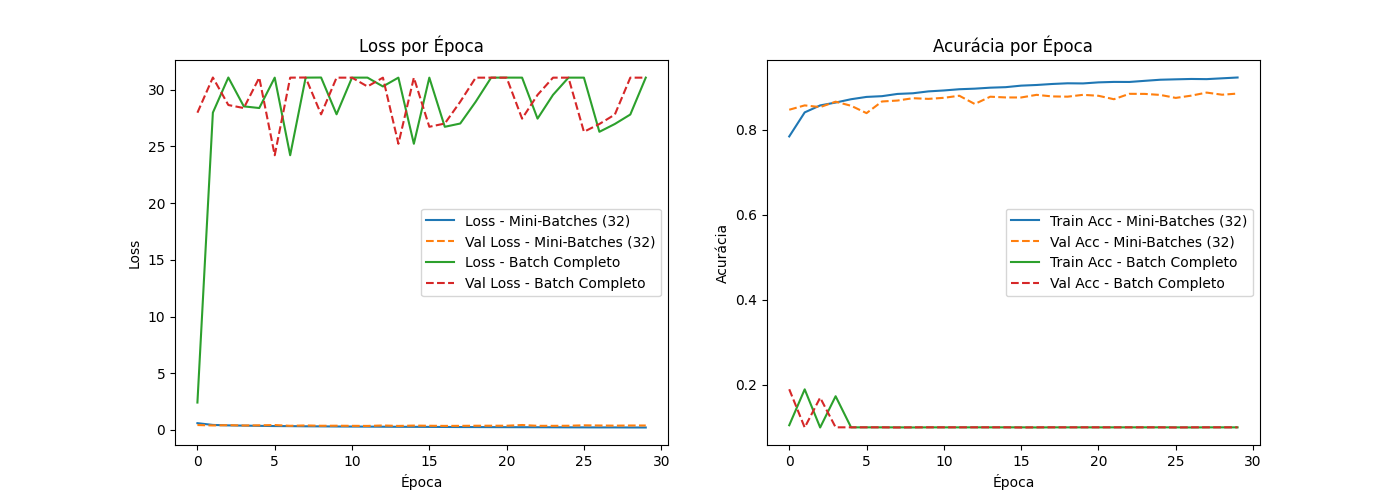 Loss por Época
Loss
30
25
20
15
10
5
0
Loss - Mini-Batches (32)
Val Loss - Mini-Batches (32)
Loss - Batch Completo
Val Loss - Batch Completo
0 5 10 15 20 25 30
Época
Acurácia por Época
Acurácia
0.8
0.6
0.4
0.2
Train Acc - Mini-Batches (32)
Val Acc - Mini-Batches (32)
Train Acc - Batch Completo
Val Acc - Batch Completo
0 5 10 15 20 25 30
Época